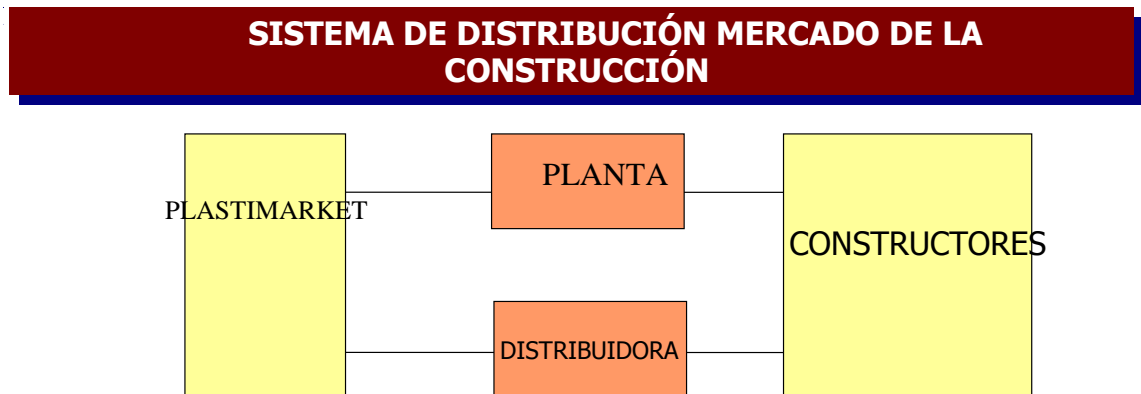 SISTEMA DE DISTRIBUCIÓN MERCADO DE LA
CONSTRUCCIÓN
PLASTIMARKET
PLANTA
CONSTRUCTORES
DISTRIBUIDORA